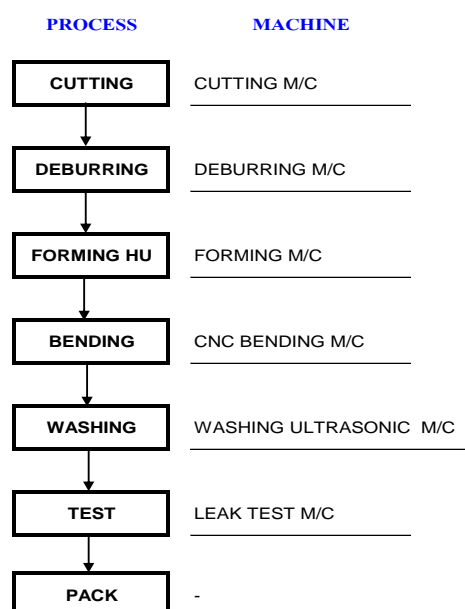 PROCESS MACHINE
CUTTING CUTTING M/C
DEBURRING DEBURRING M/C
FORMING HU FORMING M/C
BENDING CNC BENDING M/C
WASHING WASHING ULTRASONIC M/C
TEST LEAK TEST M/C
PACK -